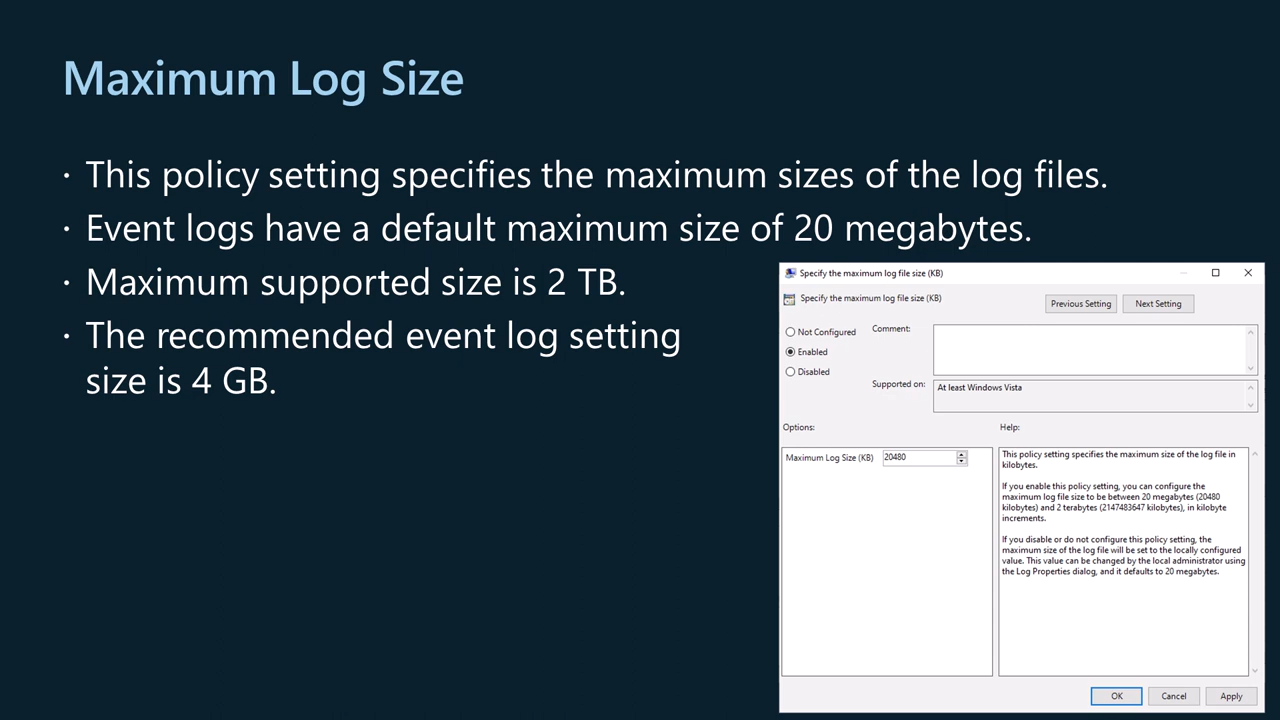 Maximum Log Size
· This policy setting specifies the maximum sizes of the log files.
· Event logs have a default maximum size of 20 megabytes.
· Maximum supported size is 2 TB.
· The recommended event log setting
size is 4 GB.
Specify the maximum log file size (KB)
Specify the maximum log file size (KB)
Previous Setting
Next Setting
Not Configured
Enabled
Disabled
Comment:
Supported on:
At least Windows Vista
Options:
Help:
Maximum Log Size (KB)
20480
This policy setting specifies the maximum size of the log file in
kilobytes.
If you enable this policy setting, you can configure the
maximum log file size to be between 20 megabytes (20480
kilobytes) and 2 terabytes (2147483647 kilobytes), in kilobyte
increments.
If you disable or do not configure this policy setting, the
maximum size of the log file will be set to the locally configured
value. This value can be changed by the local administrator using
the Log Properties dialog, and it defaults to 20 megabytes.
OK
Cancel
Apply